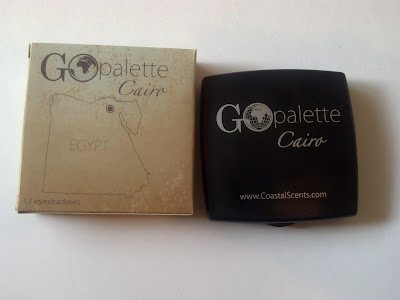 GOpalette
Cairo
EGYPT
12 eyeshadows
GOpalette
Cairo
www.CoastalScents.com